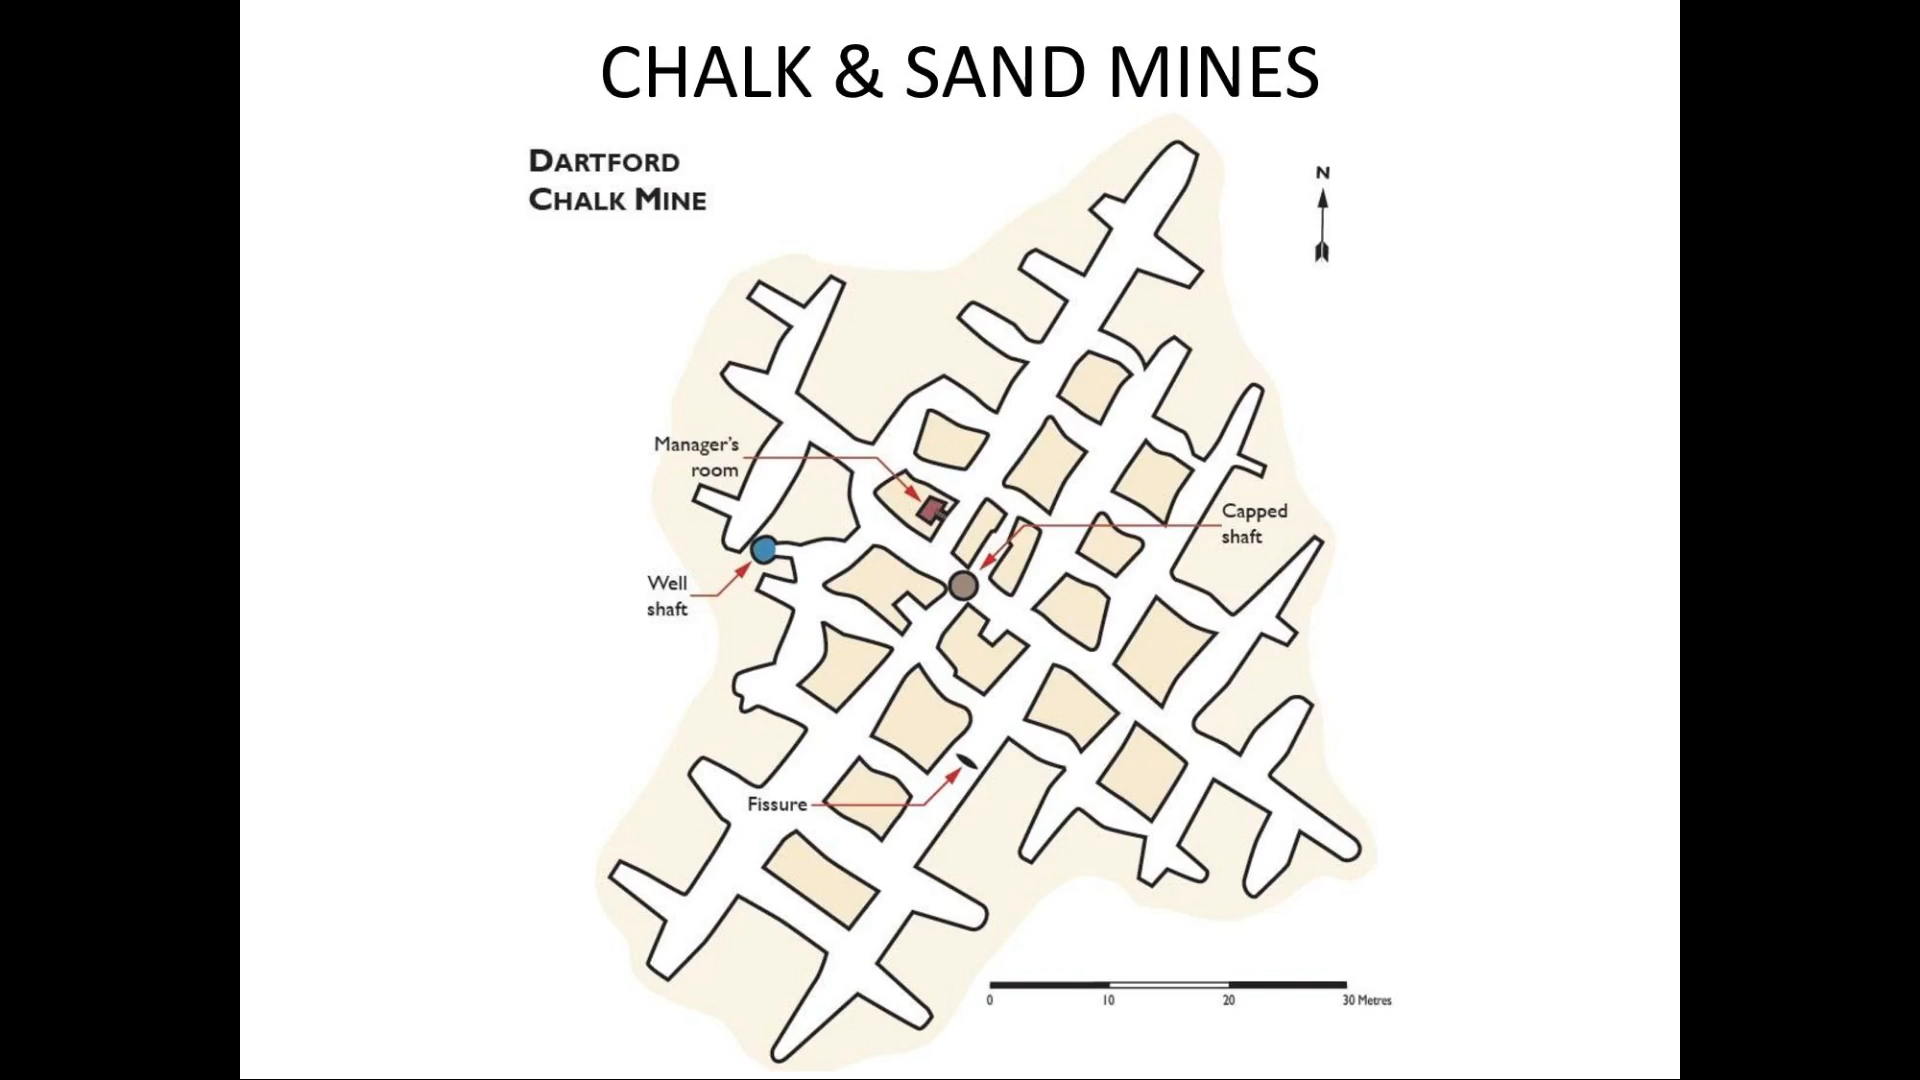 CHALK & SAND MINES
DARTFORD
CHALK MINE
N
Manager's
room
Capped
shaft
Well
shaft
Fissure
0 10 20 30 Metres